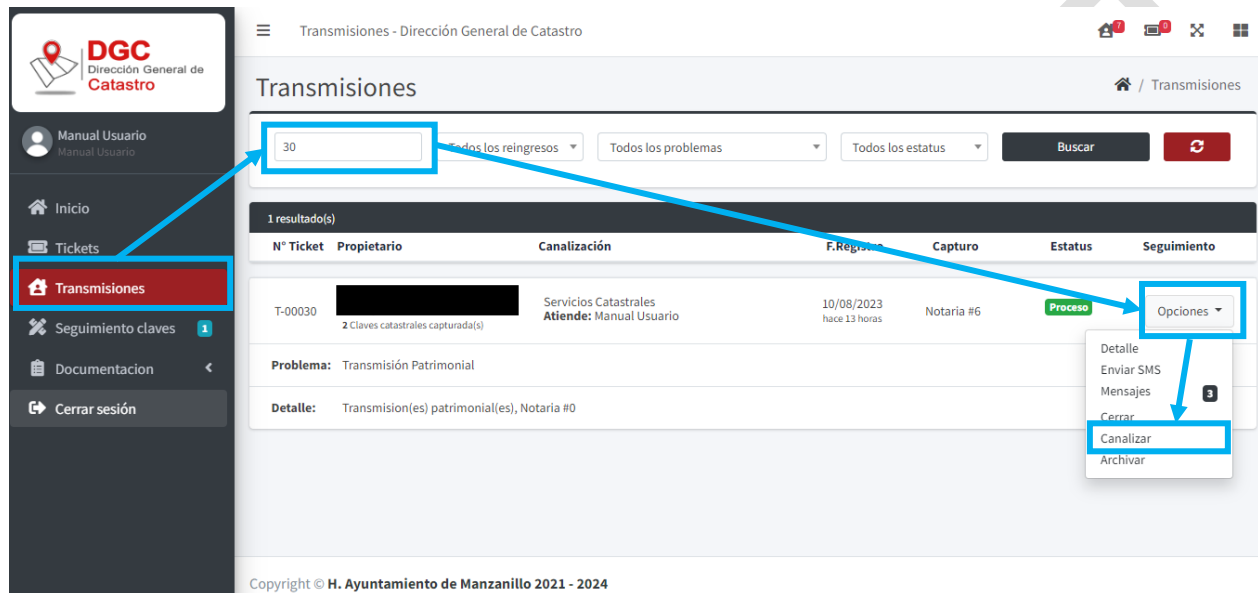 DGC
Dirección General de
Catastro
Transmisiones - Dirección General de Catastro
7
0
Transmisiones
/ Transmisiones
Manual Usuario
Manual Usuario
30
Todos los reingresos
Todos los problemas
Todos los estatus
Buscar
Inicio
Tickets
Transmisiones
Seguimiento claves 1
Documentacion
Cerrar sesión
1 resultado(s)
N° Ticket Propietario Canalización F.Registro Capturo Estatus Seguimiento
T-00030
2 Claves catastrales capturada(s)
Servicios Catastrales
Atiende: Manual Usuario
10/08/2023
hace 13 horas
Notaria #6
Proceso
Opciones
Problema: Transmisión Patrimonial
Detalle: Transmision(es) patrimonial(es), Notaria #0
Detalle
Enviar SMS
Mensajes 3
Cerrar
Canalizar
Archivar
Copyright © H. Ayuntamiento de Manzanillo 2021 - 2024